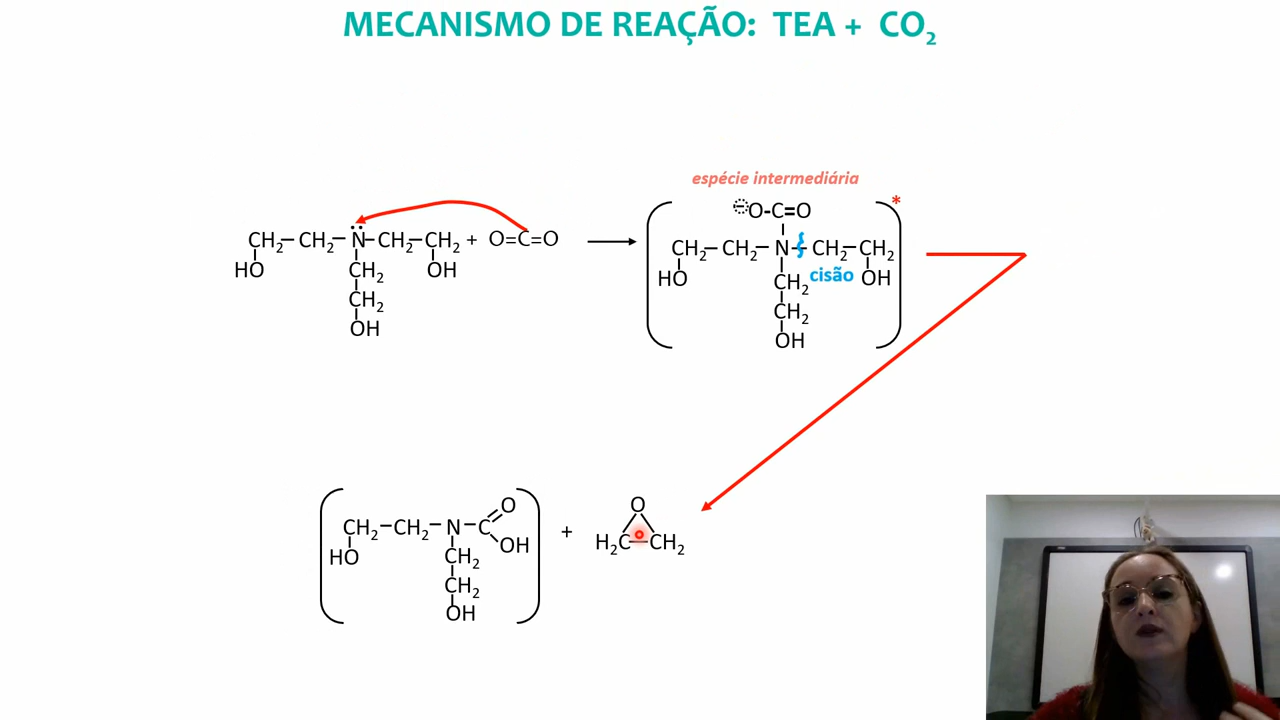 MECANISMO DE REAÇÃO: TEA + CO₂
espécie intermediária
⊖O-C=O
*
CH₂–CH₂–N̈–CH₂–CH₂ + O=C=O
HO CH₂ OH
CH₂
OH
CH₂–CH₂–N–CH₂–CH₂
HO CH₂ cisão OH
CH₂
OH
O
CH₂–CH₂–N–C
OH
HO CH₂
CH₂
OH
+
O
H₂C–CH₂